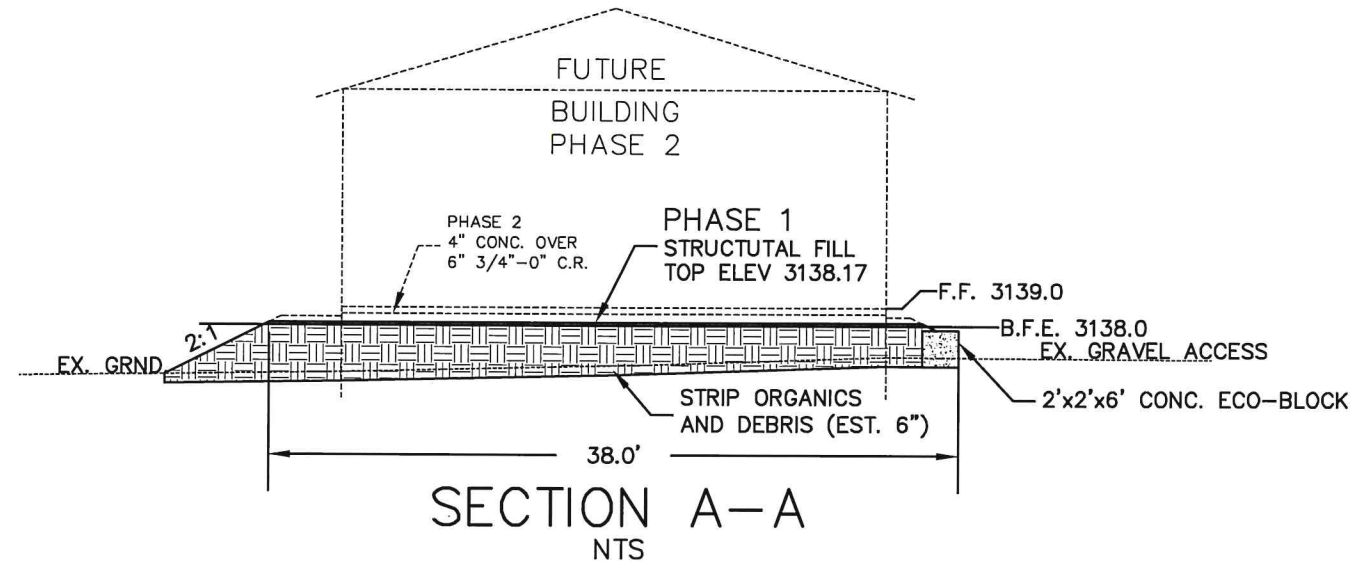 FUTURE
BUILDING
PHASE 2
PHASE 2
4" CONC. OVER
6" 3/4"-0" C.R.
PHASE 1
STRUCTUTAL FILL
TOP ELEV 3138.17
F.F. 3139.0
2:1
B.F.E. 3138.0
EX. GRND
EX. GRAVEL ACCESS
STRIP ORGANICS
AND DEBRIS (EST. 6")
2'x2'x6' CONC. ECO-BLOCK
38.0'
SECTION A-A
NTS